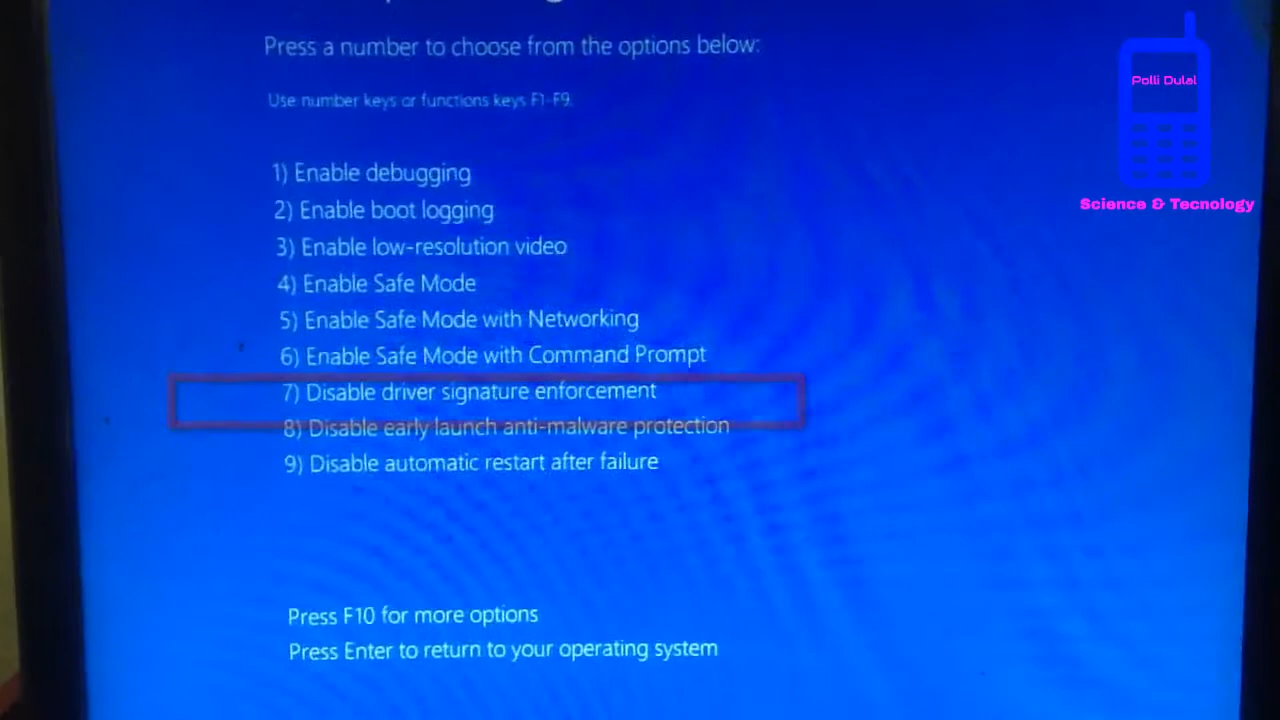 Press a number to choose from the options below:
Use number keys or functions keys F1-F9.
1) Enable debugging
2) Enable boot logging
3) Enable low-resolution video
4) Enable Safe Mode
5) Enable Safe Mode with Networking
6) Enable Safe Mode with Command Prompt
7) Disable driver signature enforcement
8) Disable early launch anti-malware protection
9) Disable automatic restart after failure
Press F10 for more options
Press Enter to return to your operating system
Polli Dulal
Science & Tecnology